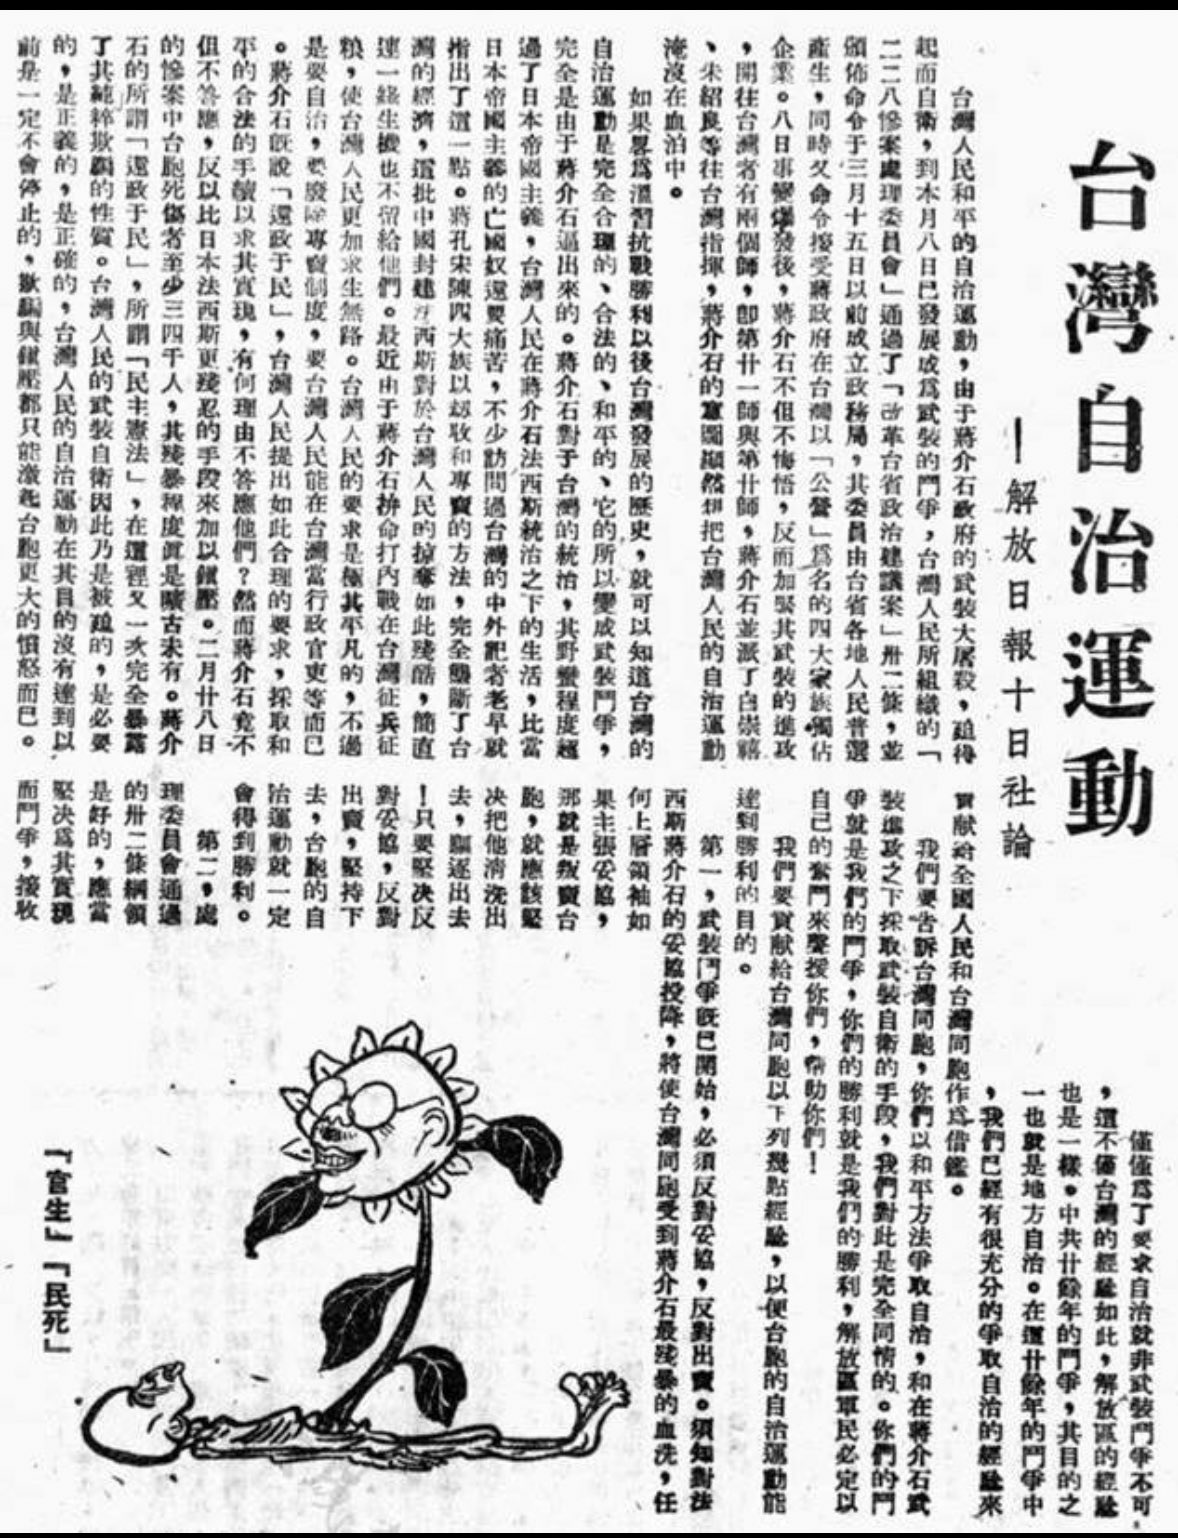 台灣自治運動
—解放日報十日社論
台灣人民和平的自治運動，由于蔣介石政府的武裝大屠殺，逼得
起而自衛，到本月八日已發展成爲武裝的鬥爭，台灣人民所組織的「
二二八慘案處理委員會」通過了「改革台省政治建議案」卅二條，並
頒佈命令于三月十五日以前成立政務局，其委員由台省各地人民普選
產生，同時又命令接受蔣政府在台灣以「公營」爲名的四大家族獨佔
企業。八日事變爆發後，蔣介石不但不悔悟，反而加緊其武裝的進攻
，開往台灣者有兩個師，卽第廿一師與第廿師，蔣介石並派了白崇禧
、朱紹良等往台灣指揮，蔣介石的意圖顯然想把台灣人民的自治運動
淹沒在血泊中。
如果畧爲溫習抗戰勝利以後台灣發展的歷史，就可以知道台灣的
自治運動是完全合理的、合法的、和平的、它的所以變成武裝鬥爭，
完全是由于蔣介石逼出來的。蔣介石對于台灣的統治，其野蠻程度超
過了日本帝國主義，台灣人民在蔣介石法西斯統治之下的生活，比當
日本帝國主義的亡國奴還要痛苦，不少訪問過台灣的中外記者老早就
指出了這一點。蔣孔宋陳四大族以刼收和專賣的方法，完全壟斷了台
灣的經濟，這批中國封建法西斯對於台灣人民的掠奪如此殘酷，簡直
連一綫生機也不留給他們。最近由于蔣介石拚命打內戰在台灣征兵征
粮，使台灣人民更加求生無路。台灣人民的要求是極其平凡的，不過
是要自治，要廢除專賣制度，要台灣人民能在台灣當行政官吏等而已
。蔣介石旣說「還政于民」，台灣人民提出如此合理的要求，採取和
平的合法的手續以求其實現，有何理由不答應他們？然而蔣介石竟不
但不答應，反以比日本法西斯更殘忍的手段來加以鎭壓。二月廿八日
的慘案中台胞死傷者至少三四千人，其殘暴程度眞是曠古未有。蔣介
石的所謂「還政于民」，所謂「民主憲法」，在這裡又一次完全暴露
了其純粹欺騙的性質。台灣人民的武裝自衛因此乃是被迫的，是必要
的，是正義的，是正確的，台灣人民的自治運動在其目的沒有達到以
前是一定不會停止的，欺騙與鎭壓都只能激起台胞更大的憤怒而已。
僅僅爲了要求自治就非武裝鬥爭不可，
，這不僅台灣的經驗如此，解放區的經驗
也是一樣。中共廿餘年的鬥爭，其目的之
一也就是地方自治。在這廿餘年的鬥爭中
，我們已經有很充分的爭取自治的經驗來
貢献給全國人民和台灣同胞作爲借鑑。
我們要告訴台灣同胞，你們以和平方法爭取自治，和在蔣介石武
裝進攻之下採取武裝自衛的手段，我們對此是完全同情的。你們的鬥
爭就是我們的鬥爭，你們的勝利就是我們的勝利，解放區軍民必定以
自己的奮鬥來聲援你們，帮助你們！
我們要貢献給台灣同胞以下列幾點經驗，以便台胞的自治運動能
達到勝利的目的。
第一，武裝鬥爭旣已開始，必須反對妥協，反對出賣。須知對法
西斯蔣介石的妥協投降，將使台灣同胞受到蔣介石最殘暴的血洗，任
何上層領袖如
果主張妥協，
那就是叛賣台
胞，就應該堅
决把他淸洗出
去，驅逐出去
！只要堅决反
對妥協，反對
出賣，堅持下
去，台胞的自
治運動就一定
會得到勝利。
第二，處
理委員會通過
的卅二條綱領
是好的，應當
堅决爲其實現
而鬥爭，接收
「官生」「民死」